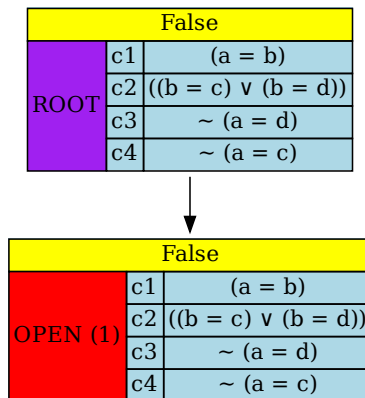 False
ROOT
c1 (a = b)
c2 ((b = c) ∨ (b = d))
c3 ~ (a = d)
c4 ~ (a = c)
False
OPEN (1)
c1 (a = b)
c2 ((b = c) ∨ (b = d))
c3 ~ (a = d)
c4 ~ (a = c)